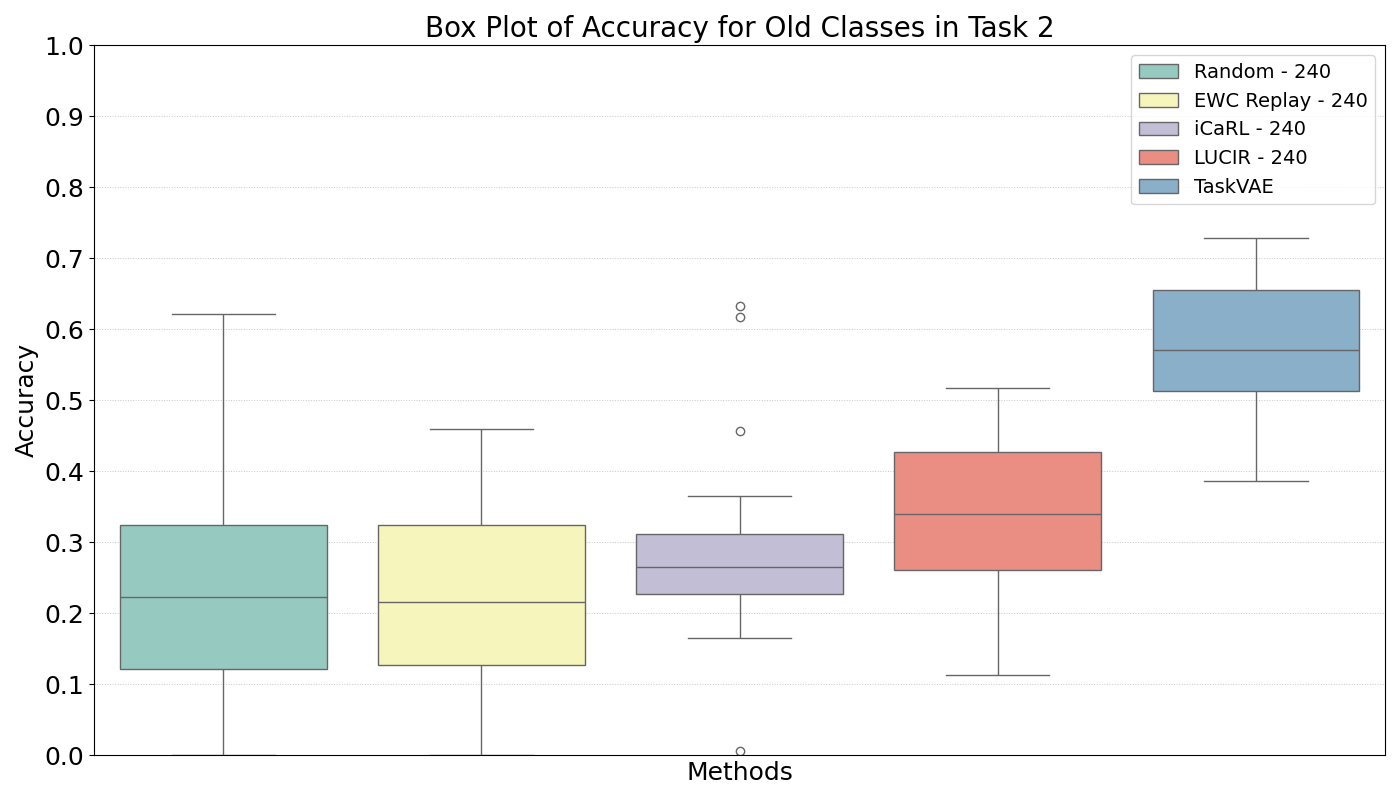 Box Plot of Accuracy for Old Classes in Task 2
1.0
0.9
0.8
0.7
0.6
0.5
0.4
0.3
0.2
0.1
0.0
Accuracy
Methods
Random - 240
EWC Replay - 240
iCaRL - 240
LUCIR - 240
TaskVAE